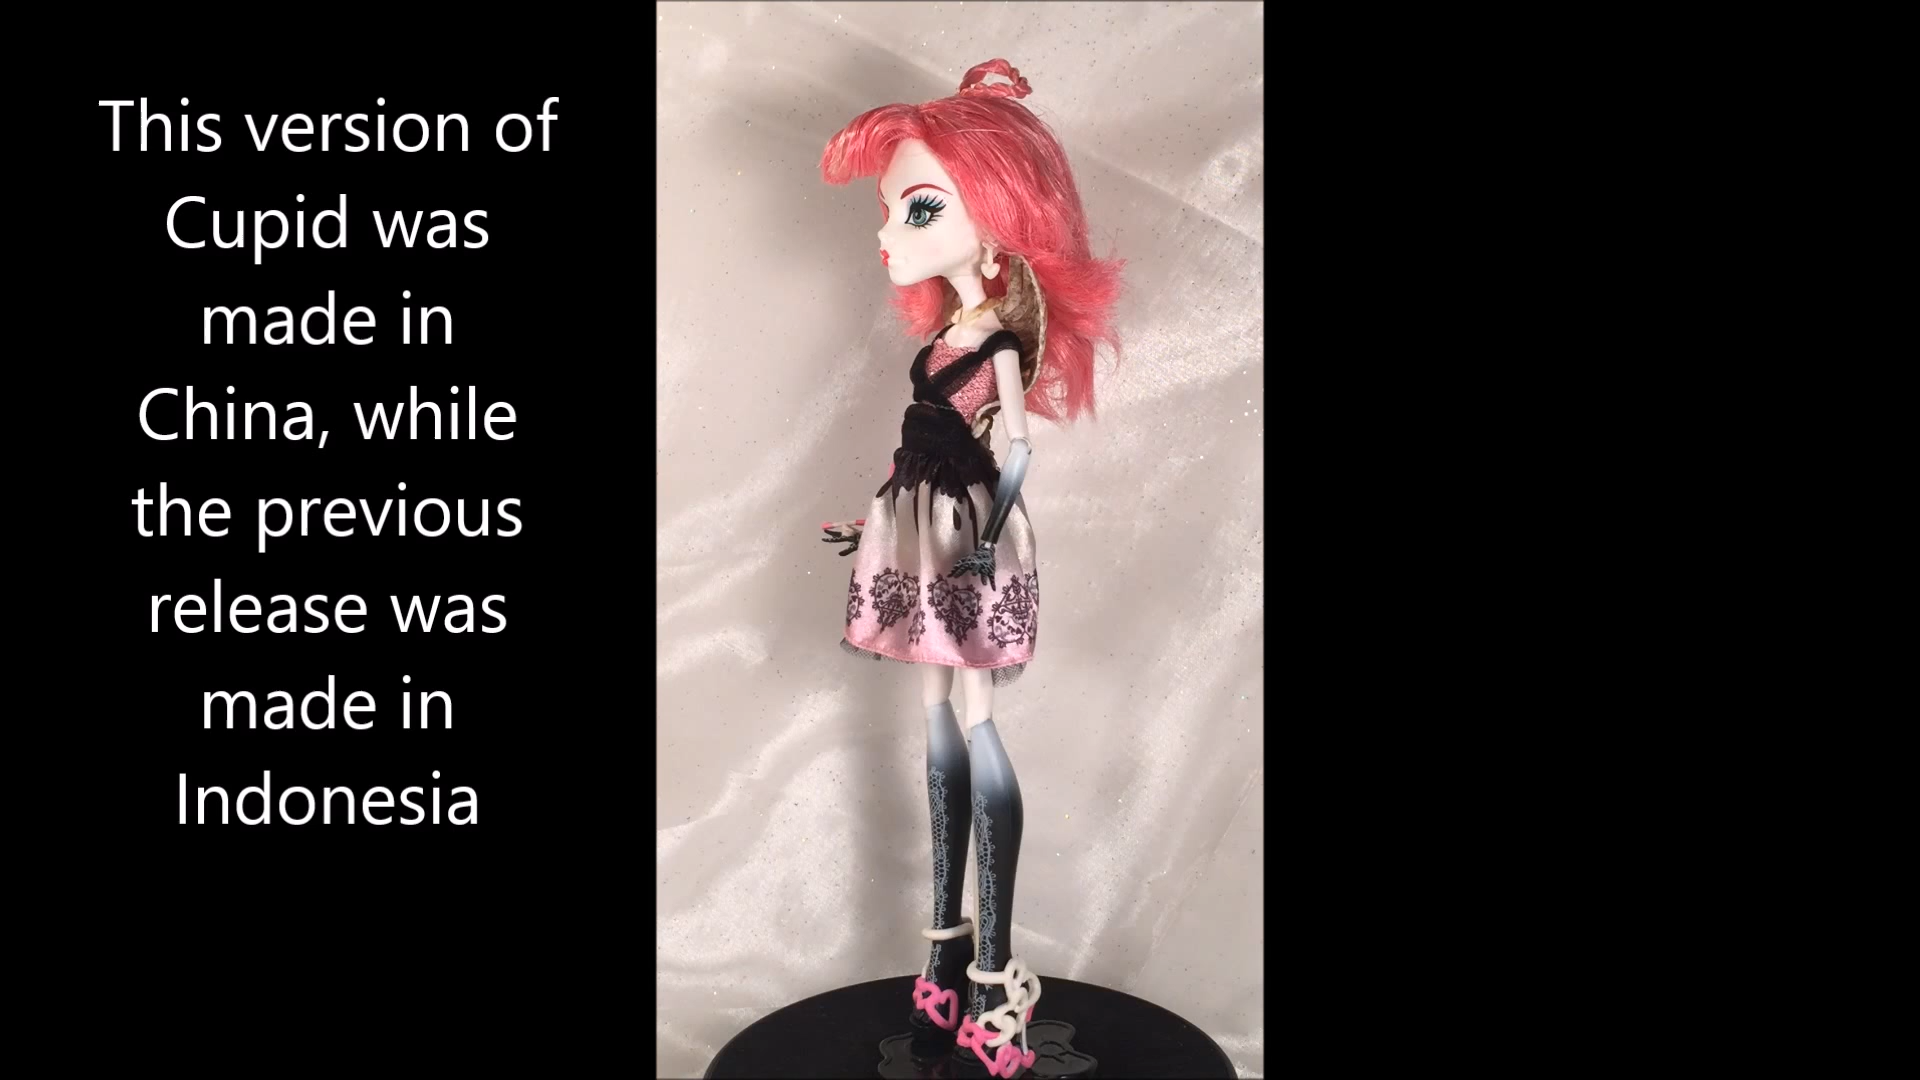 This version of
Cupid was
made in
China, while
the previous
release was
made in
Indonesia